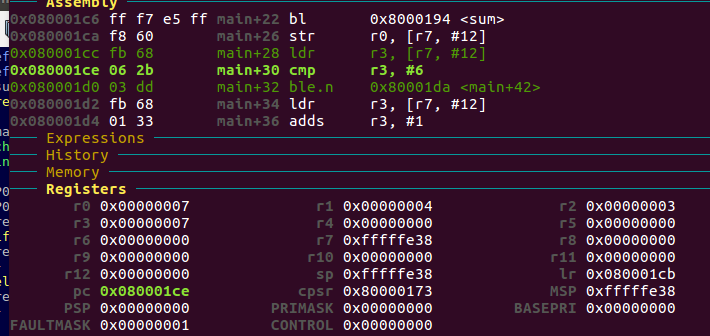 Assembly
0x080001c6 ff f7 e5 ff main+22 bl 0x8000194 <sum>
0x080001ca f8 60 main+26 str r0, [r7, #12]
0x080001cc fb 68 main+28 ldr r3, [r7, #12]
0x080001ce 06 2b main+30 cmp r3, #6
0x080001d0 03 dd main+32 ble.n 0x80001da <main+42>
0x080001d2 fb 68 main+34 ldr r3, [r7, #12]
0x080001d4 01 33 main+36 adds r3, #1
Expressions
History
Memory
Registers
r0 0x00000007 r1 0x00000004 r2 0x00000003
r3 0x00000007 r4 0x00000000 r5 0x00000000
r6 0x00000000 r7 0xfffffe38 r8 0x00000000
r9 0x00000000 r10 0x00000000 r11 0x00000000
r12 0x00000000 sp 0xfffffe38 lr 0x080001cb
pc 0x080001ce cpsr 0x80000173 MSP 0xfffffe38
PSP 0x00000000 PRIMASK 0x00000000 BASEPRI 0x00000000
FAULTMASK 0x00000001 CONTROL 0x00000000